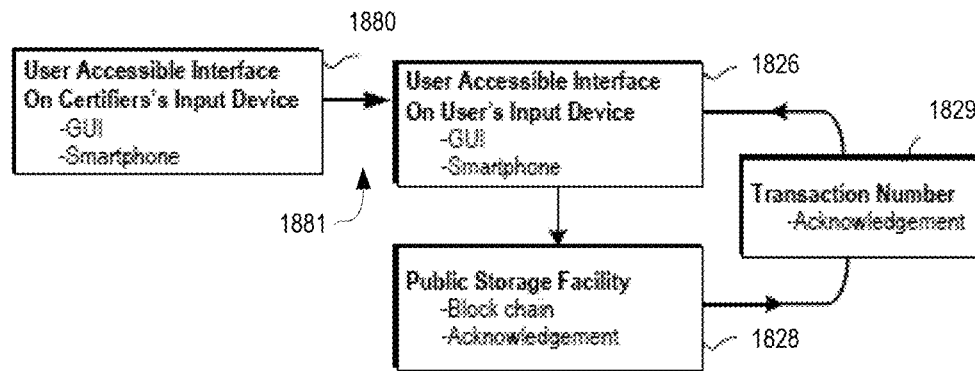 1880
User Accessible Interface
On Certifiers's Input Device
-GUI
-Smartphone
1826
User Accessible Interface
On User's Input Device
-GUI
-Smartphone
1829
Transaction Number
-Acknowledgement
1881
Public Storage Facility
-Block chain
-Acknowledgement
1828